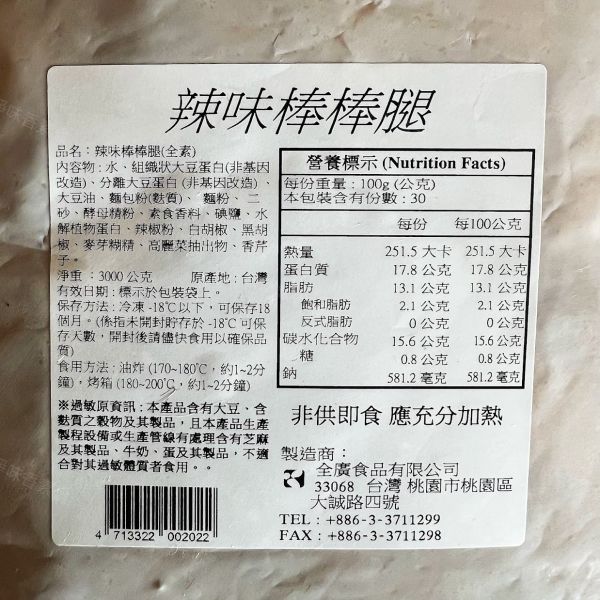 辣味棒棒腿
品名：辣味棒棒腿(全素)
內容物：水、組織狀大豆蛋白(非基因
改造)、分離大豆蛋白 (非基因改造)、
大豆油、麵包粉(麩質)、 麵粉、 二
砂、酵母精粉、素食香料、碘鹽、水
解植物蛋白、辣椒粉、白胡椒、黑胡
椒、麥芽糊精、高麗菜抽出物、香芹
子。
淨重：3000 公克 原產地：台灣
有效日期：標示於包裝袋上。
保存方法：冷凍 -18℃以下，可保存18
個月。(係指未開封貯存於 -18℃ 可保
存天數，開封後請儘快食用以確保品
質)
食用方法：油炸 (170~180℃，約1~2分
鐘)，烤箱 (180~200℃，約1~2分鐘)
※過敏原資訊：本產品含有大豆、含
麩質之穀物及其製品，且本產品生產
製程設備或生產管線有處理含有芝麻
及其製品、牛奶、蛋及其製品，不適
合對其過敏體質者食用。。
4 713322 002022
營養標示 (Nutrition Facts)
每份重量：100g (公克)
本包裝含有份數：30
每份 每100公克
熱量 251.5 大卡 251.5 大卡
蛋白質 17.8 公克 17.8 公克
脂肪 13.1 公克 13.1 公克
飽和脂肪 2.1 公克 2.1 公克
反式脂肪 0 公克 0 公克
碳水化合物 15.6 公克 15.6 公克
糖 0.8 公克 0.8 公克
鈉 581.2 毫克 581.2 毫克
非供即食 應充分加熱
製造商：
全廣食品有限公司
33068 台灣 桃園市桃園區
大誠路四號
TEL：+886-3-3711299
FAX：+886-3-3711298